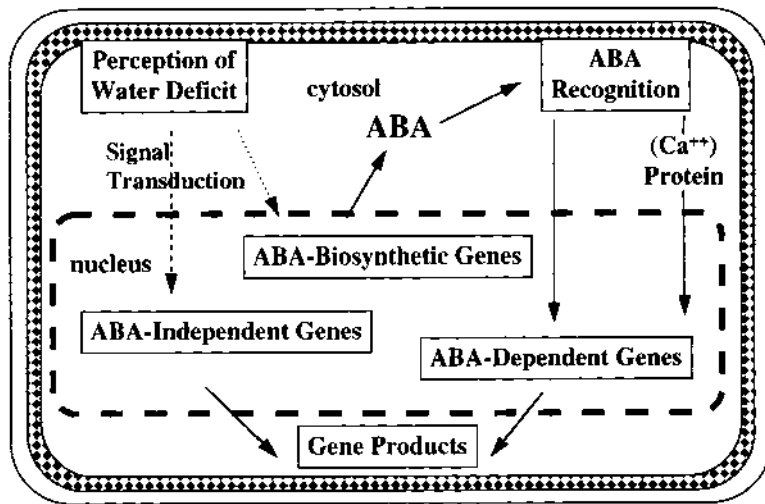 Perception of
Water Deficit
cytosol
ABA
ABA
Recognition
Signal
Transduction
(Ca++)
Protein
nucleus
ABA-Biosynthetic Genes
ABA-Independent Genes
ABA-Dependent Genes
Gene Products